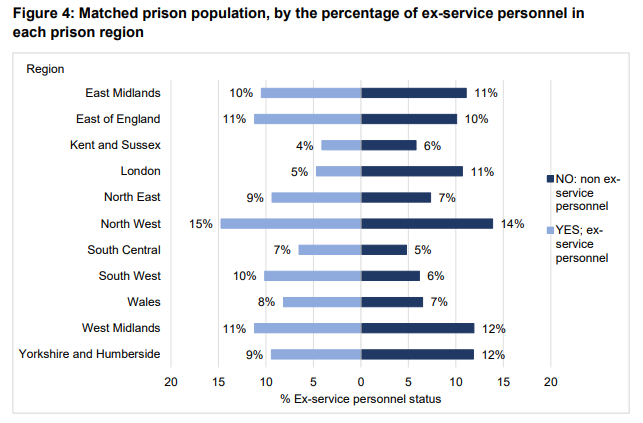 Figure 4: Matched prison population, by the percentage of ex-service personnel in
each prison region
Region
East Midlands 10% 11%
East of England 11% 10%
Kent and Sussex 4% 6%
London 5% 11%
North East 9% 7%
North West 15% 14%
South Central 7% 5%
South West 10% 6%
Wales 8% 7%
West Midlands 11% 12%
Yorkshire and Humberside 9% 12%
20 15 10 5 0 5 10 15 20
% Ex-service personnel status
NO: non ex-
service
personnel
YES; ex-
service
personnel